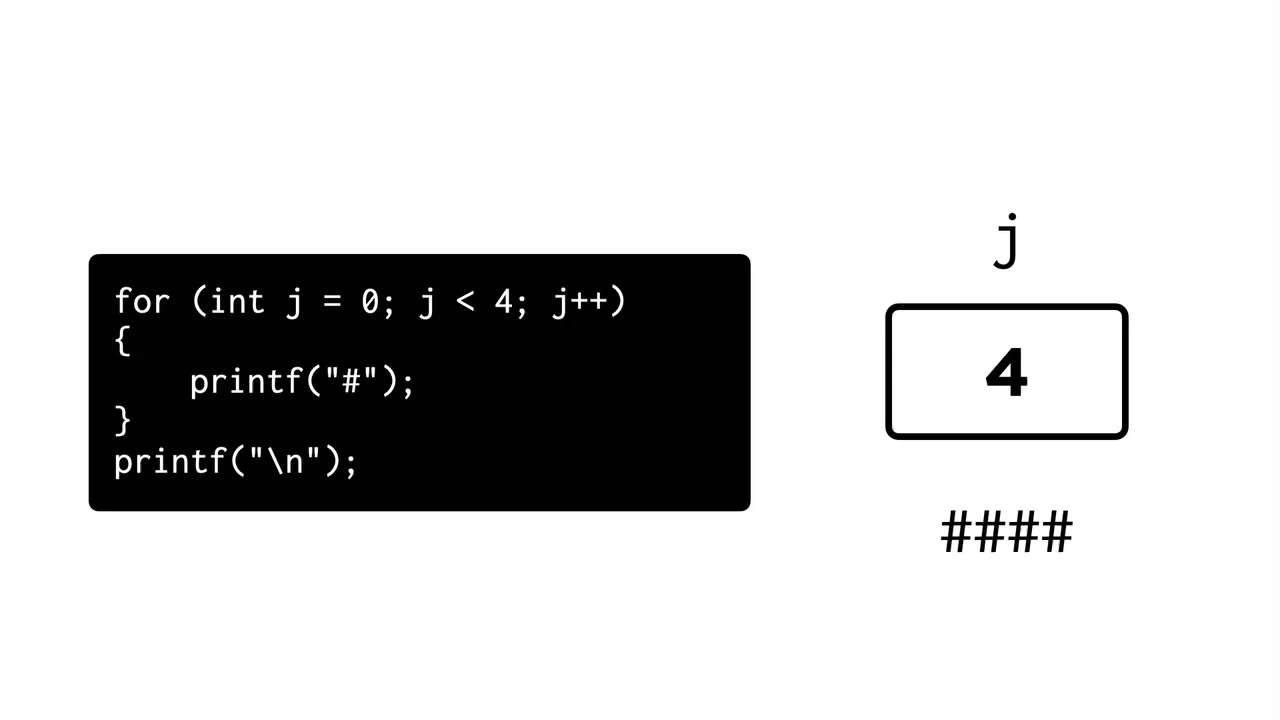 for (int j = 0; j < 4; j++)
{
    printf("#");
}
printf("\n");
j
4
####